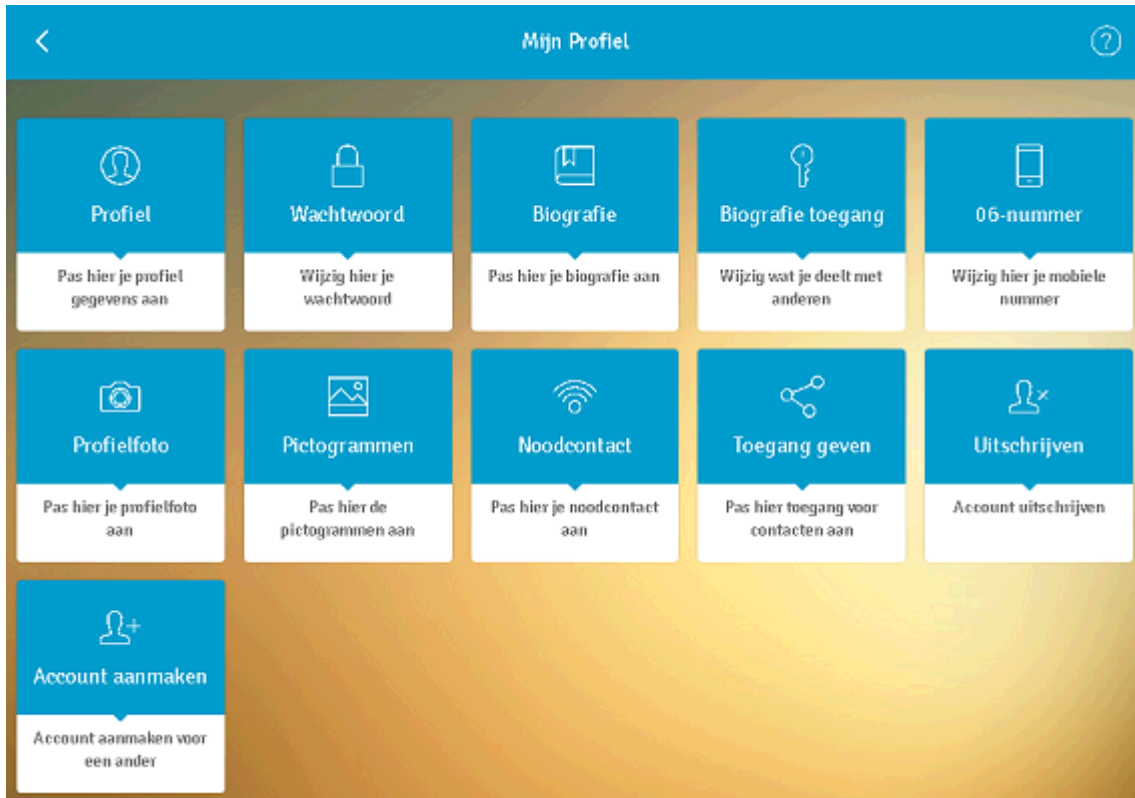 Mijn Profiel
?
Profiel
Pas hier je profiel
gegevens aan
Wachtwoord
Wijzig hier je
wachtwoord
Biografie
Pas hier je biografie aan
Biografie toegang
Wijzig wat je deelt met
anderen
06-nummer
Wijzig hier je mobiele
nummer
Profielfoto
Pas hier je profielfoto
aan
Pictogrammen
Pas hier de
pictogrammen aan
Noodcontact
Pas hier je noodcontact
aan
Toegang geven
Pas hier toegang voor
contacten aan
Uitschrijven
Account uitschrijven
Account aanmaken
Account aanmaken voor
een ander